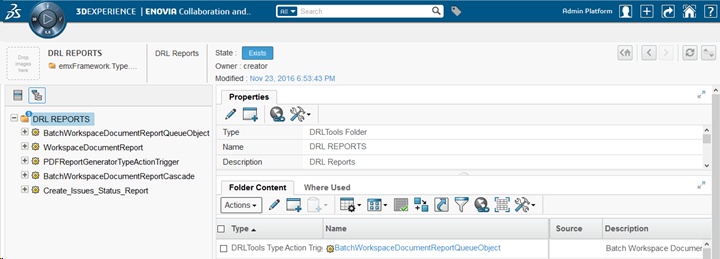 3DEXPERIENCE | ENOVIA Collaboration and..
All
Search
Admin Platform
Drop images here
DRL REPORTS
emxFramework.Type....
DRL Reports
State : Exists
Owner : creator
Modified : Nov 23, 2016 6:53:43 PM
DRL REPORTS
BatchWorkspaceDocumentReportQueueObject
WorkspaceDocumentReport
PDFReportGeneratorTypeActionTrigger
BatchWorkspaceDocumentReportCascade
Create_Issues_Status_Report
Properties
Type DRLTools Folder
Name DRL REPORTS
Description DRL Reports
Folder Content Where Used
Actions
Type Name Source Description
DRLTools Type Action Trig BatchWorkspaceDocumentReportQueueObject Batch Workspace Documen